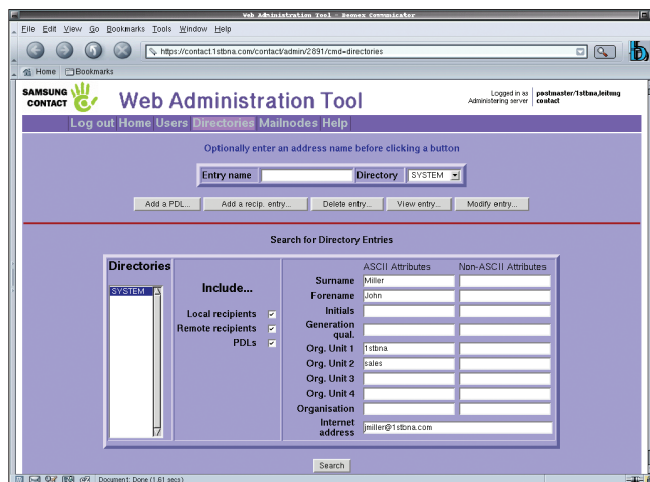 Web Administration Tool - Beonex Communicator
File Edit View Go Bookmarks Tools Window Help
https://contact.1stbna.com/contact/admin/2891/cmd=directories
Home Bookmarks
SAMSUNG CONTACT
Web Administration Tool
Logged in as postmaster/1stbna,leitung
Administering server contact
Log out Home Users Directories Mailnodes Help
Optionally enter an address name before clicking a button
Entry name Directory SYSTEM
Add a PDL... Add a recip. entry... Delete entry... View entry... Modify entry...
Search for Directory Entries
Directories
SYSTEM
Include...
Local recipients
Remote recipients
PDLs
ASCII Attributes Non-ASCII Attributes
Surname Miller
Forename John
Initials
Generation qual.
Org. Unit 1 1stbna
Org. Unit 2 sales
Org. Unit 3
Org. Unit 4
Organisation
Internet address jmiller@1stbna.com
Search
Document: Done (1.61 secs)